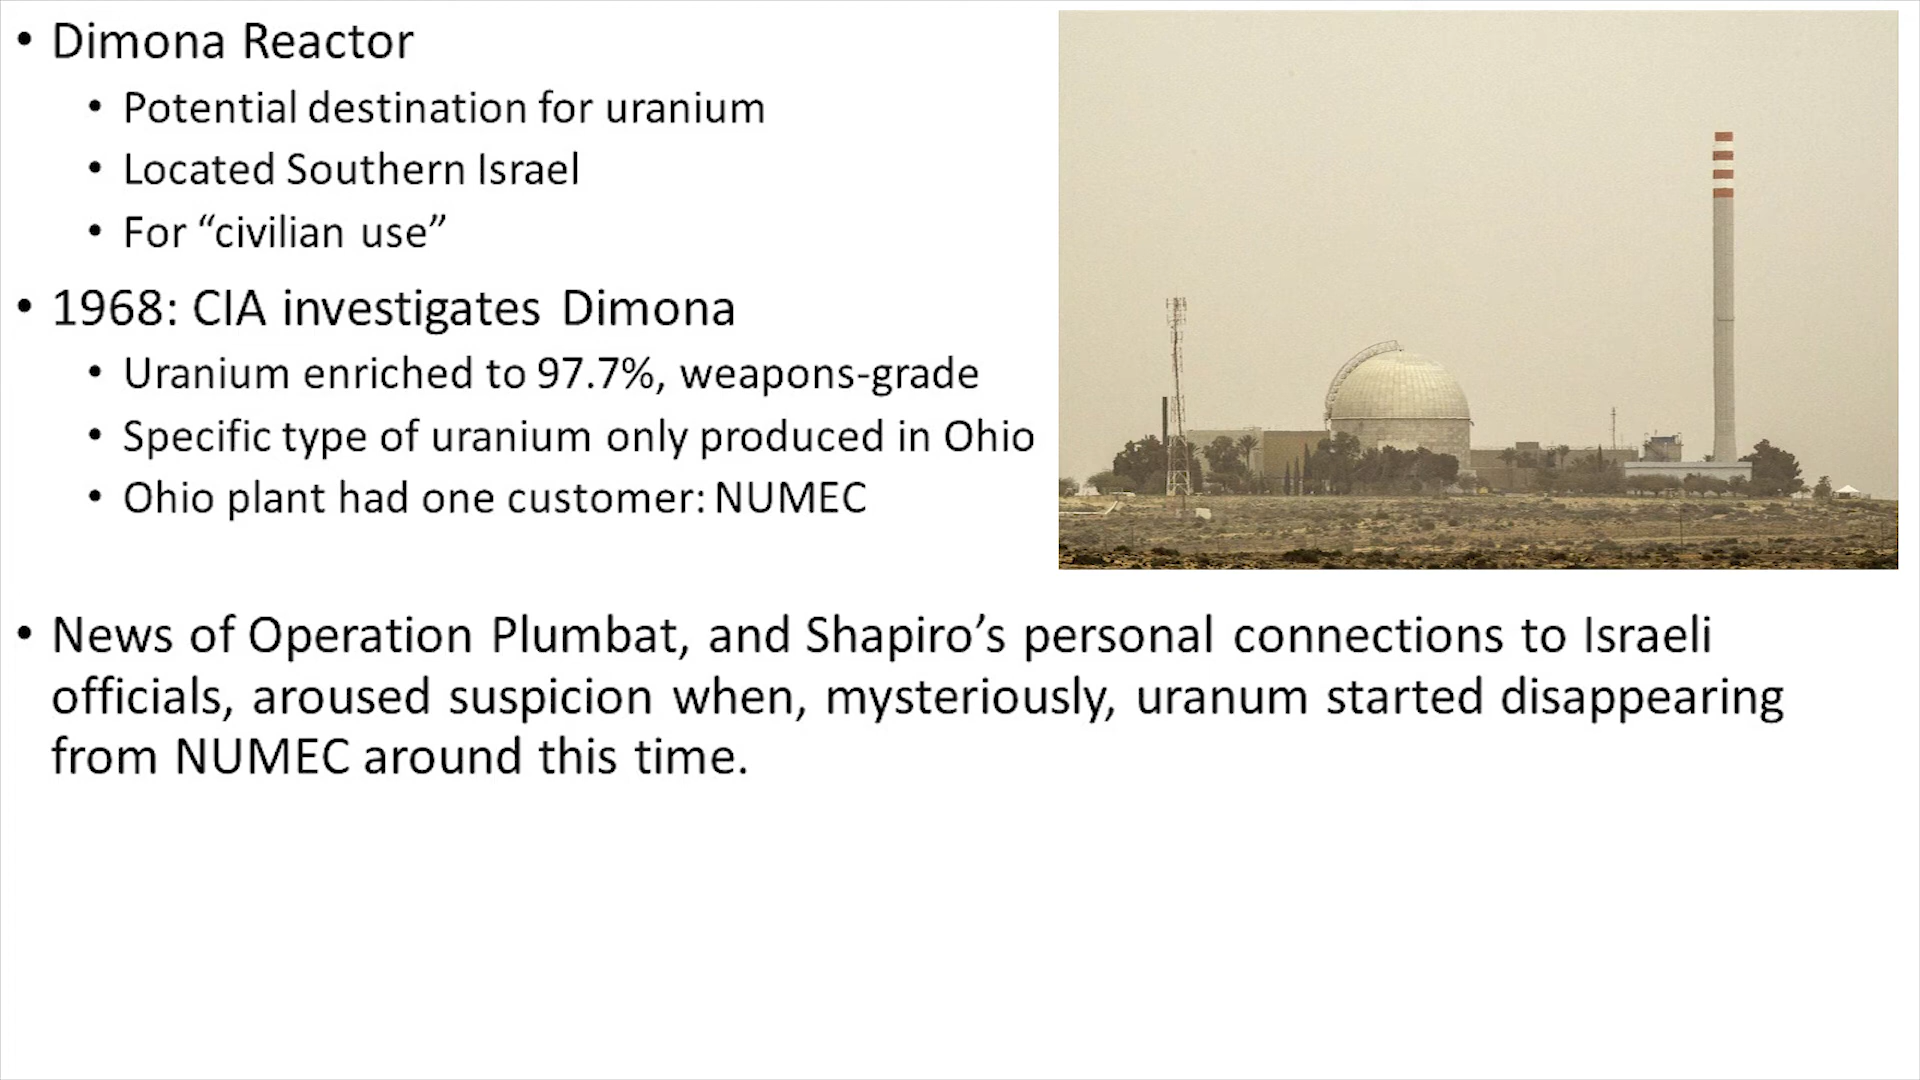 • Dimona Reactor
• Potential destination for uranium
• Located Southern Israel
• For “civilian use”
• 1968: CIA investigates Dimona
• Uranium enriched to 97.7%, weapons-grade
• Specific type of uranium only produced in Ohio
• Ohio plant had one customer: NUMEC
• News of Operation Plumbat, and Shapiro’s personal connections to Israeli
officials, aroused suspicion when, mysteriously, uranum started disappearing
from NUMEC around this time.